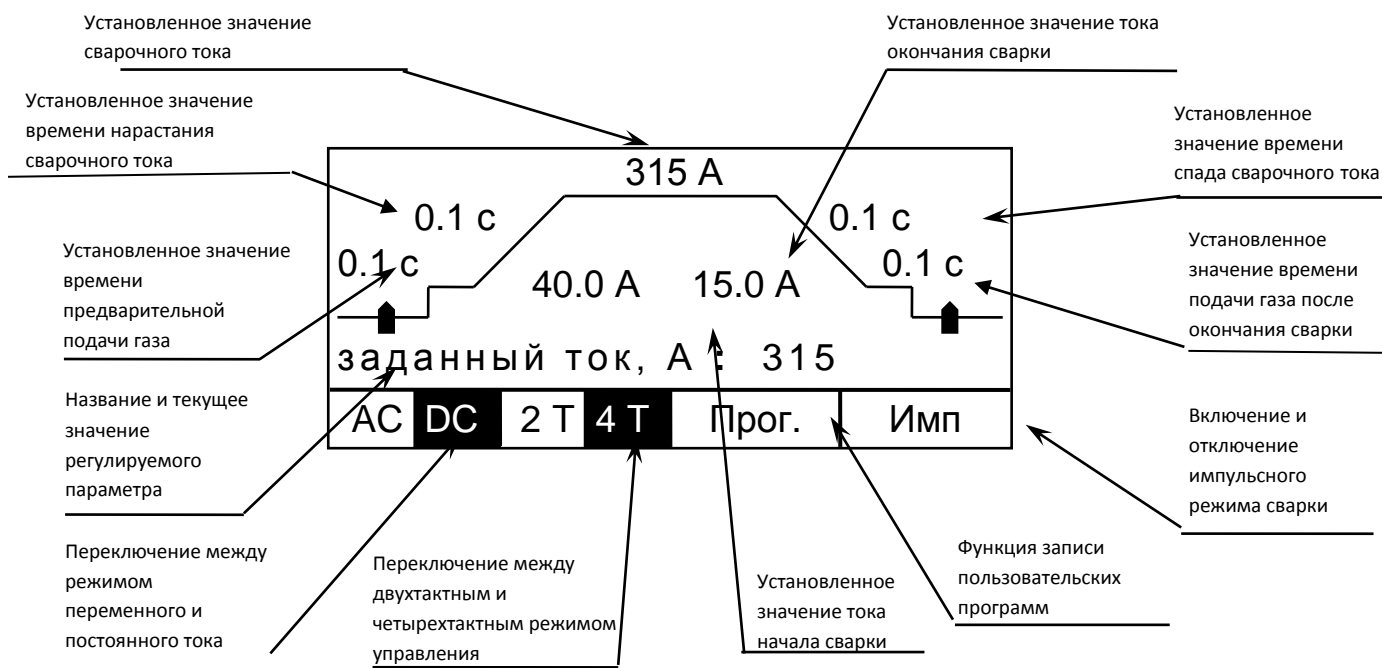 Установленное значение
сварочного тока
Установленное значение тока
окончания сварки
Установленное значение
времени нарастания
сварочного тока
Установленное
значение времени
спада сварочного тока
315 А
0.1 с
0.1 с
Установленное значение
времени
предварительной
подачи газа
Установленное
значение времени
подачи газа после
окончания сварки
0.1 с
0.1 с
40.0 А
15.0 А
заданный ток, А : 315
Название и текущее
значение
регулируемого
параметра
AC DC 2 Т 4 Т Прог. Имп
Включение и
отключение
импульсного
режима сварки
Переключение между
режимом
переменного и
постоянного тока
Переключение между
двухтактным и
четырехтактным режимом
управления
Установленное
значение тока
начала сварки
Функция записи
пользовательских
программ